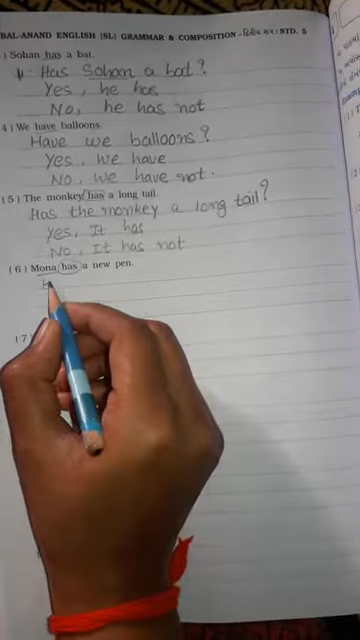 BAL-ANAND ENGLISH (SL) GRAMMAR & COMPOSITION - દ્વિતીય સત્ર : STD. 5
) Sohan has a bat.
Has Sohan a bat?
Yes, he has
No, he has not
4) We have balloons.
Have we balloons?
Yes, we have
No, we have not.
(5) The monkey has a long tail.
Has the monkey a long tail?
Yes, It has
No, It has not
(6) Mona has a new pen.
(7)